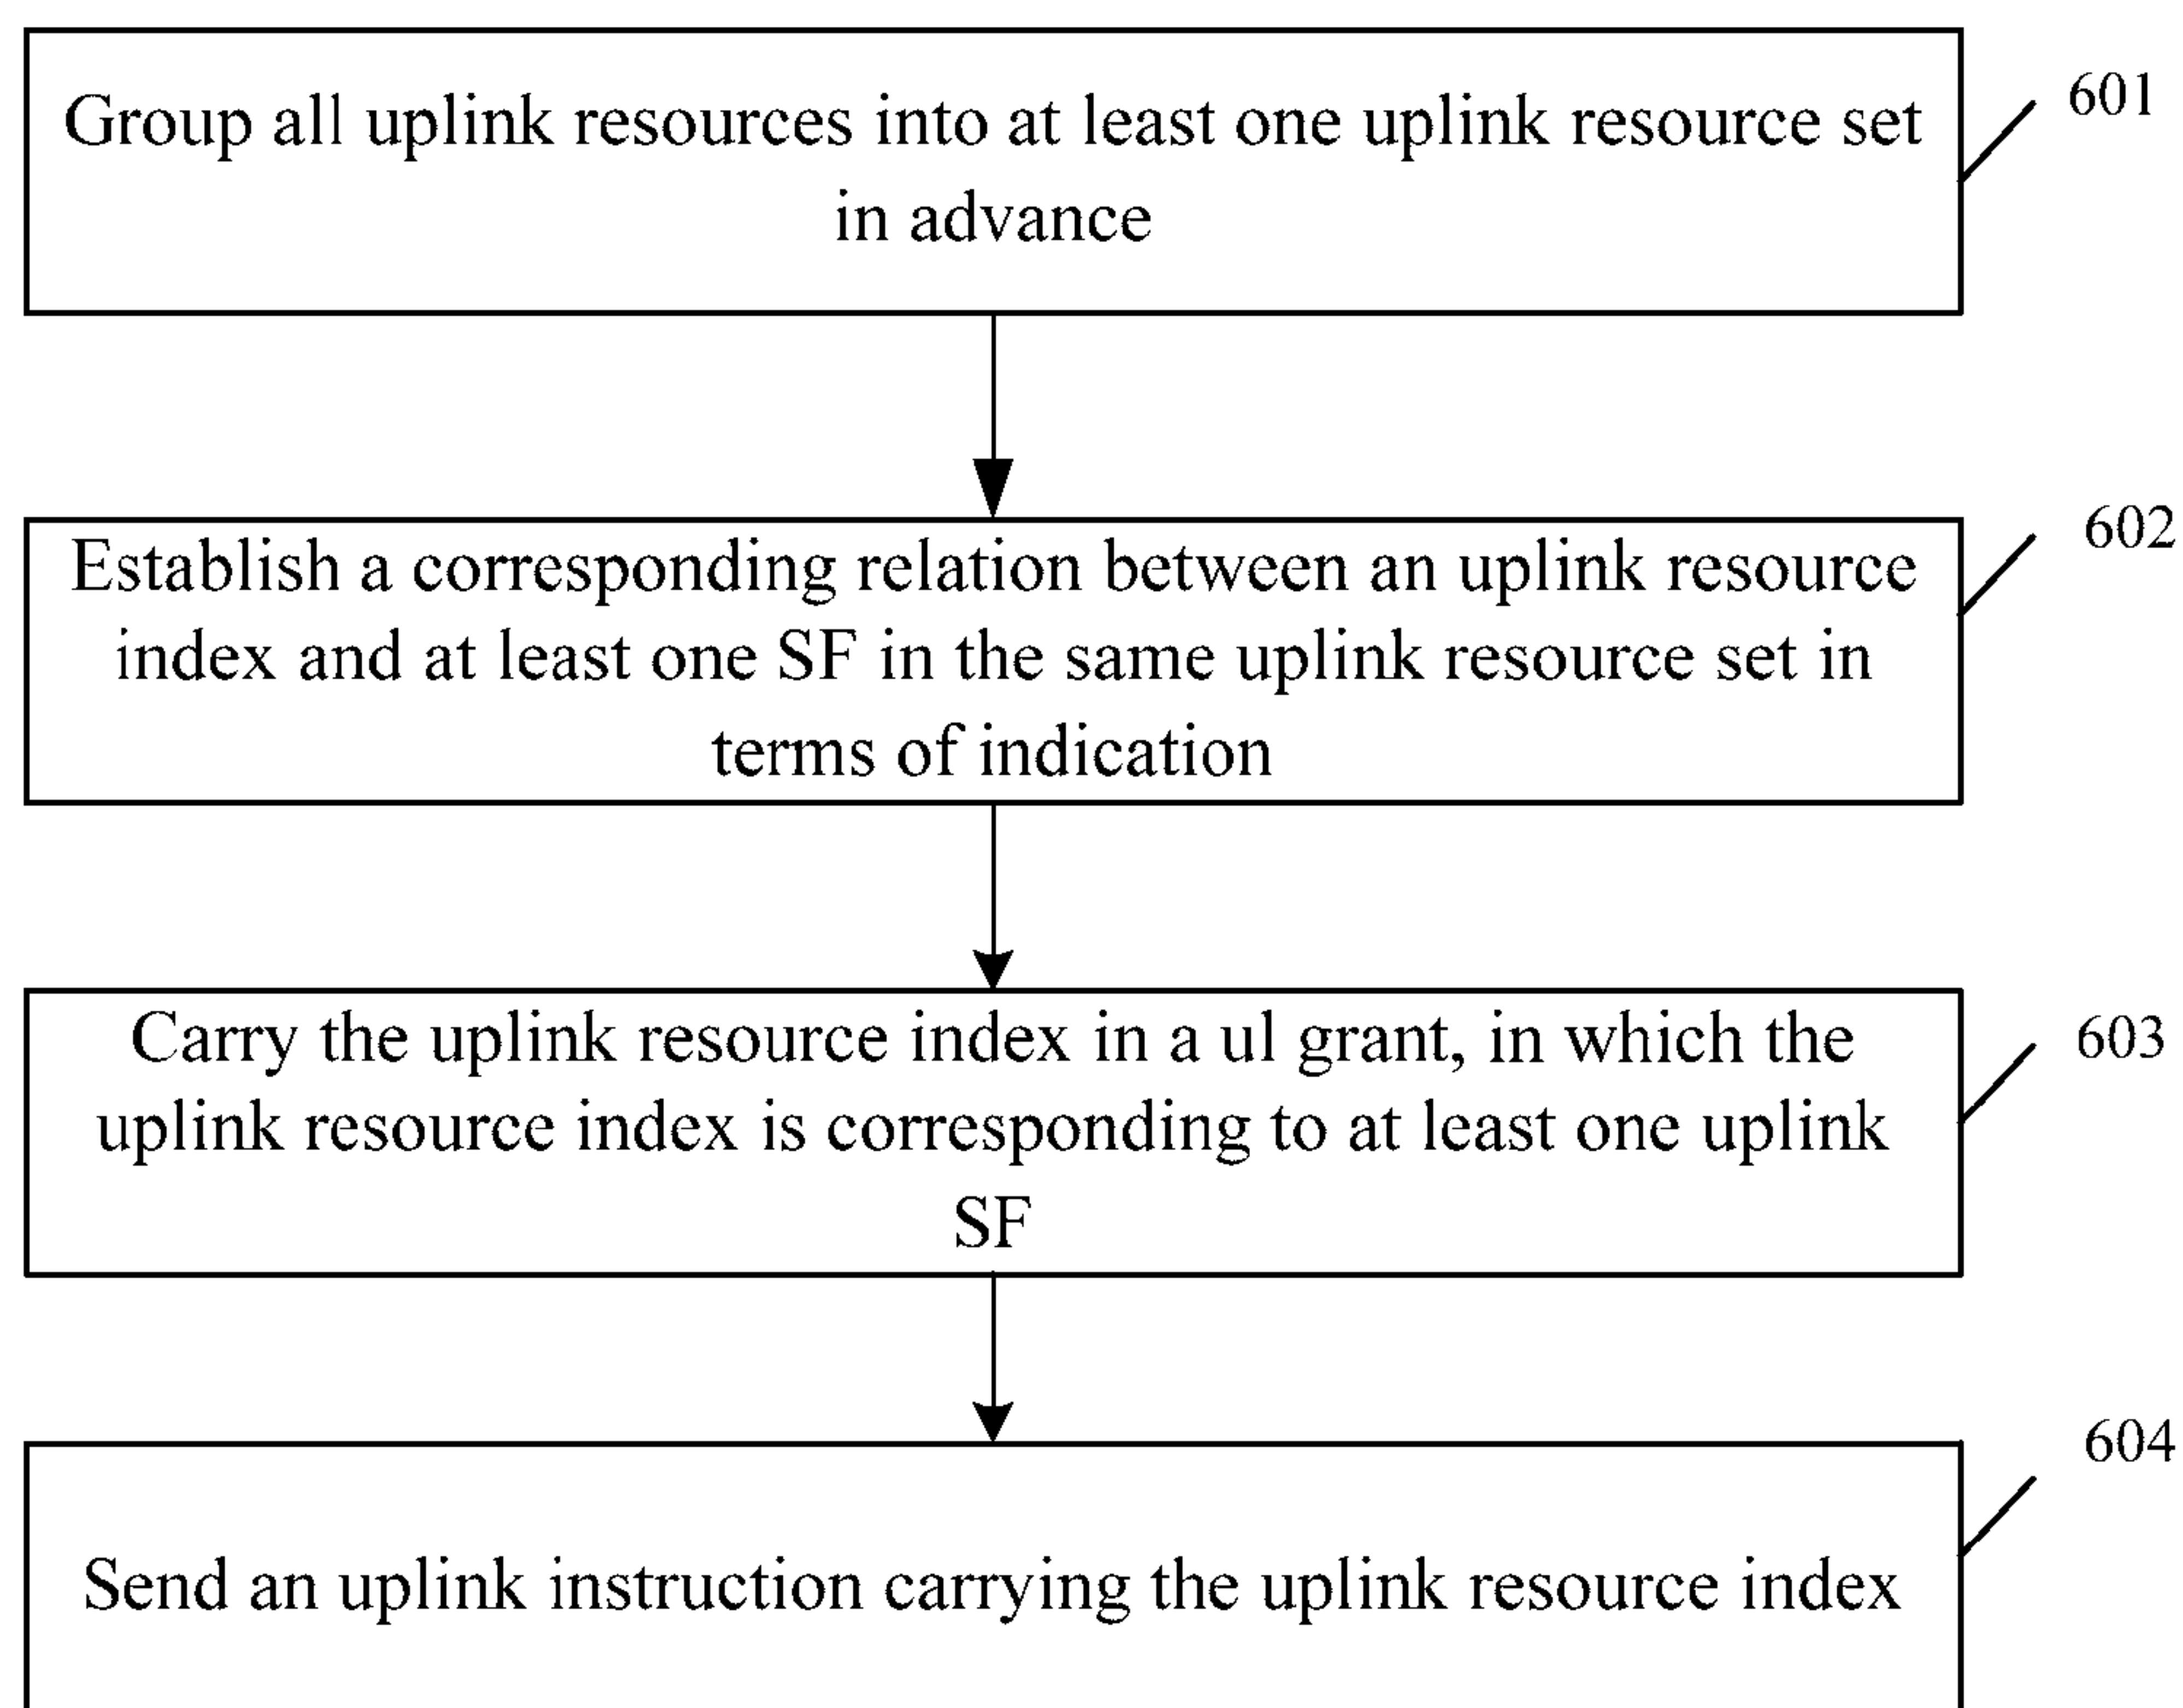 Group all uplink resources into at least one uplink resource set
in advance
601
Establish a corresponding relation between an uplink resource
index and at least one SF in the same uplink resource set in
terms of indication
602
Carry the uplink resource index in a ul grant, in which the
uplink resource index is corresponding to at least one uplink
SF
603
Send an uplink instruction carrying the uplink resource index
604